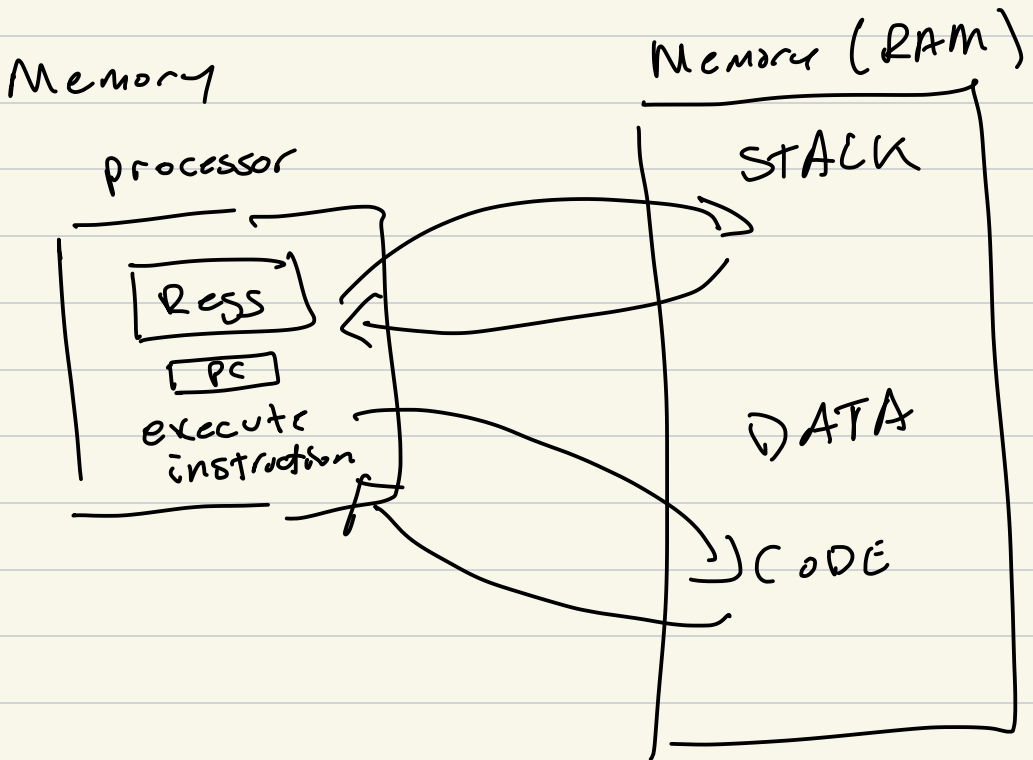 Memory
Memory (RAM)
processor
STACK
Regs
PC
execute
instruction
DATA
CODE